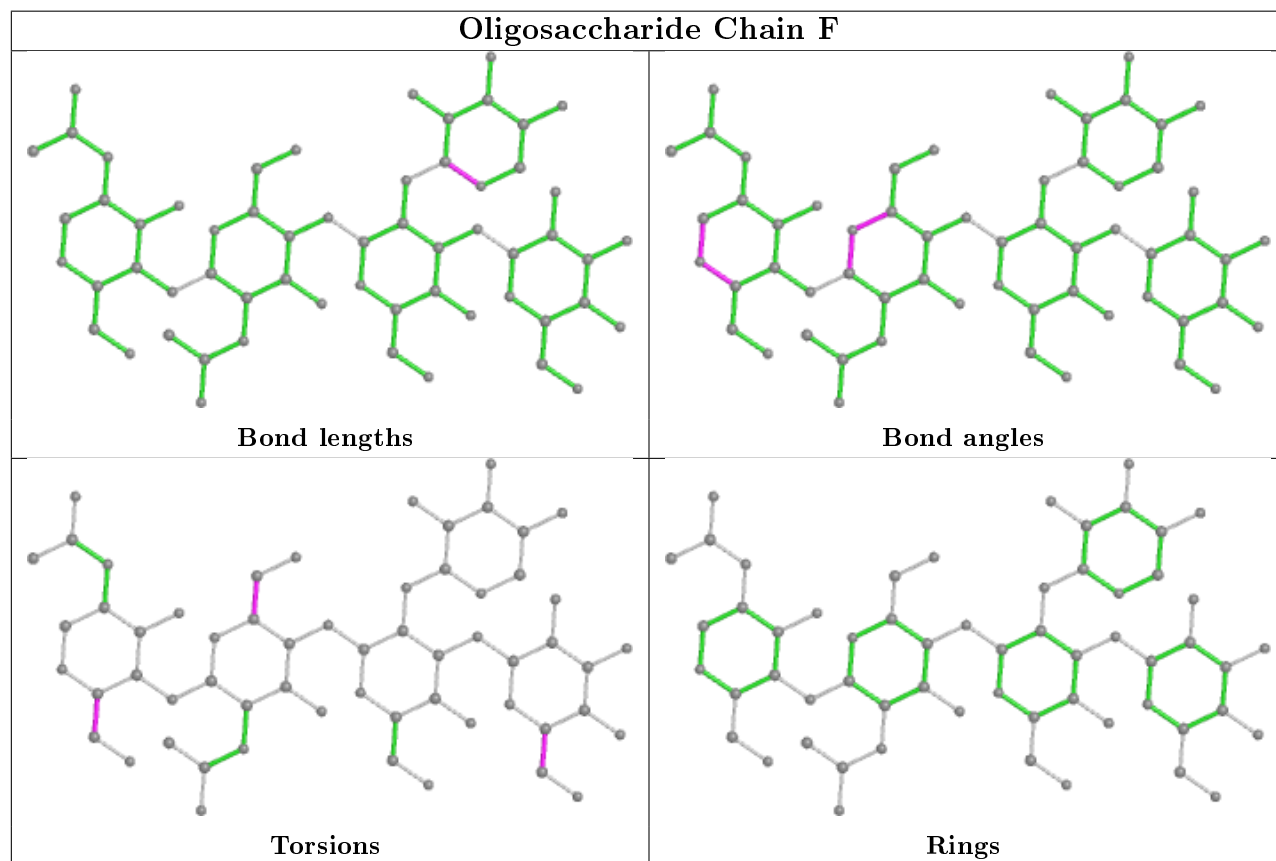 Oligosaccharide Chain F
Bond lengths
Bond angles
Torsions
Rings